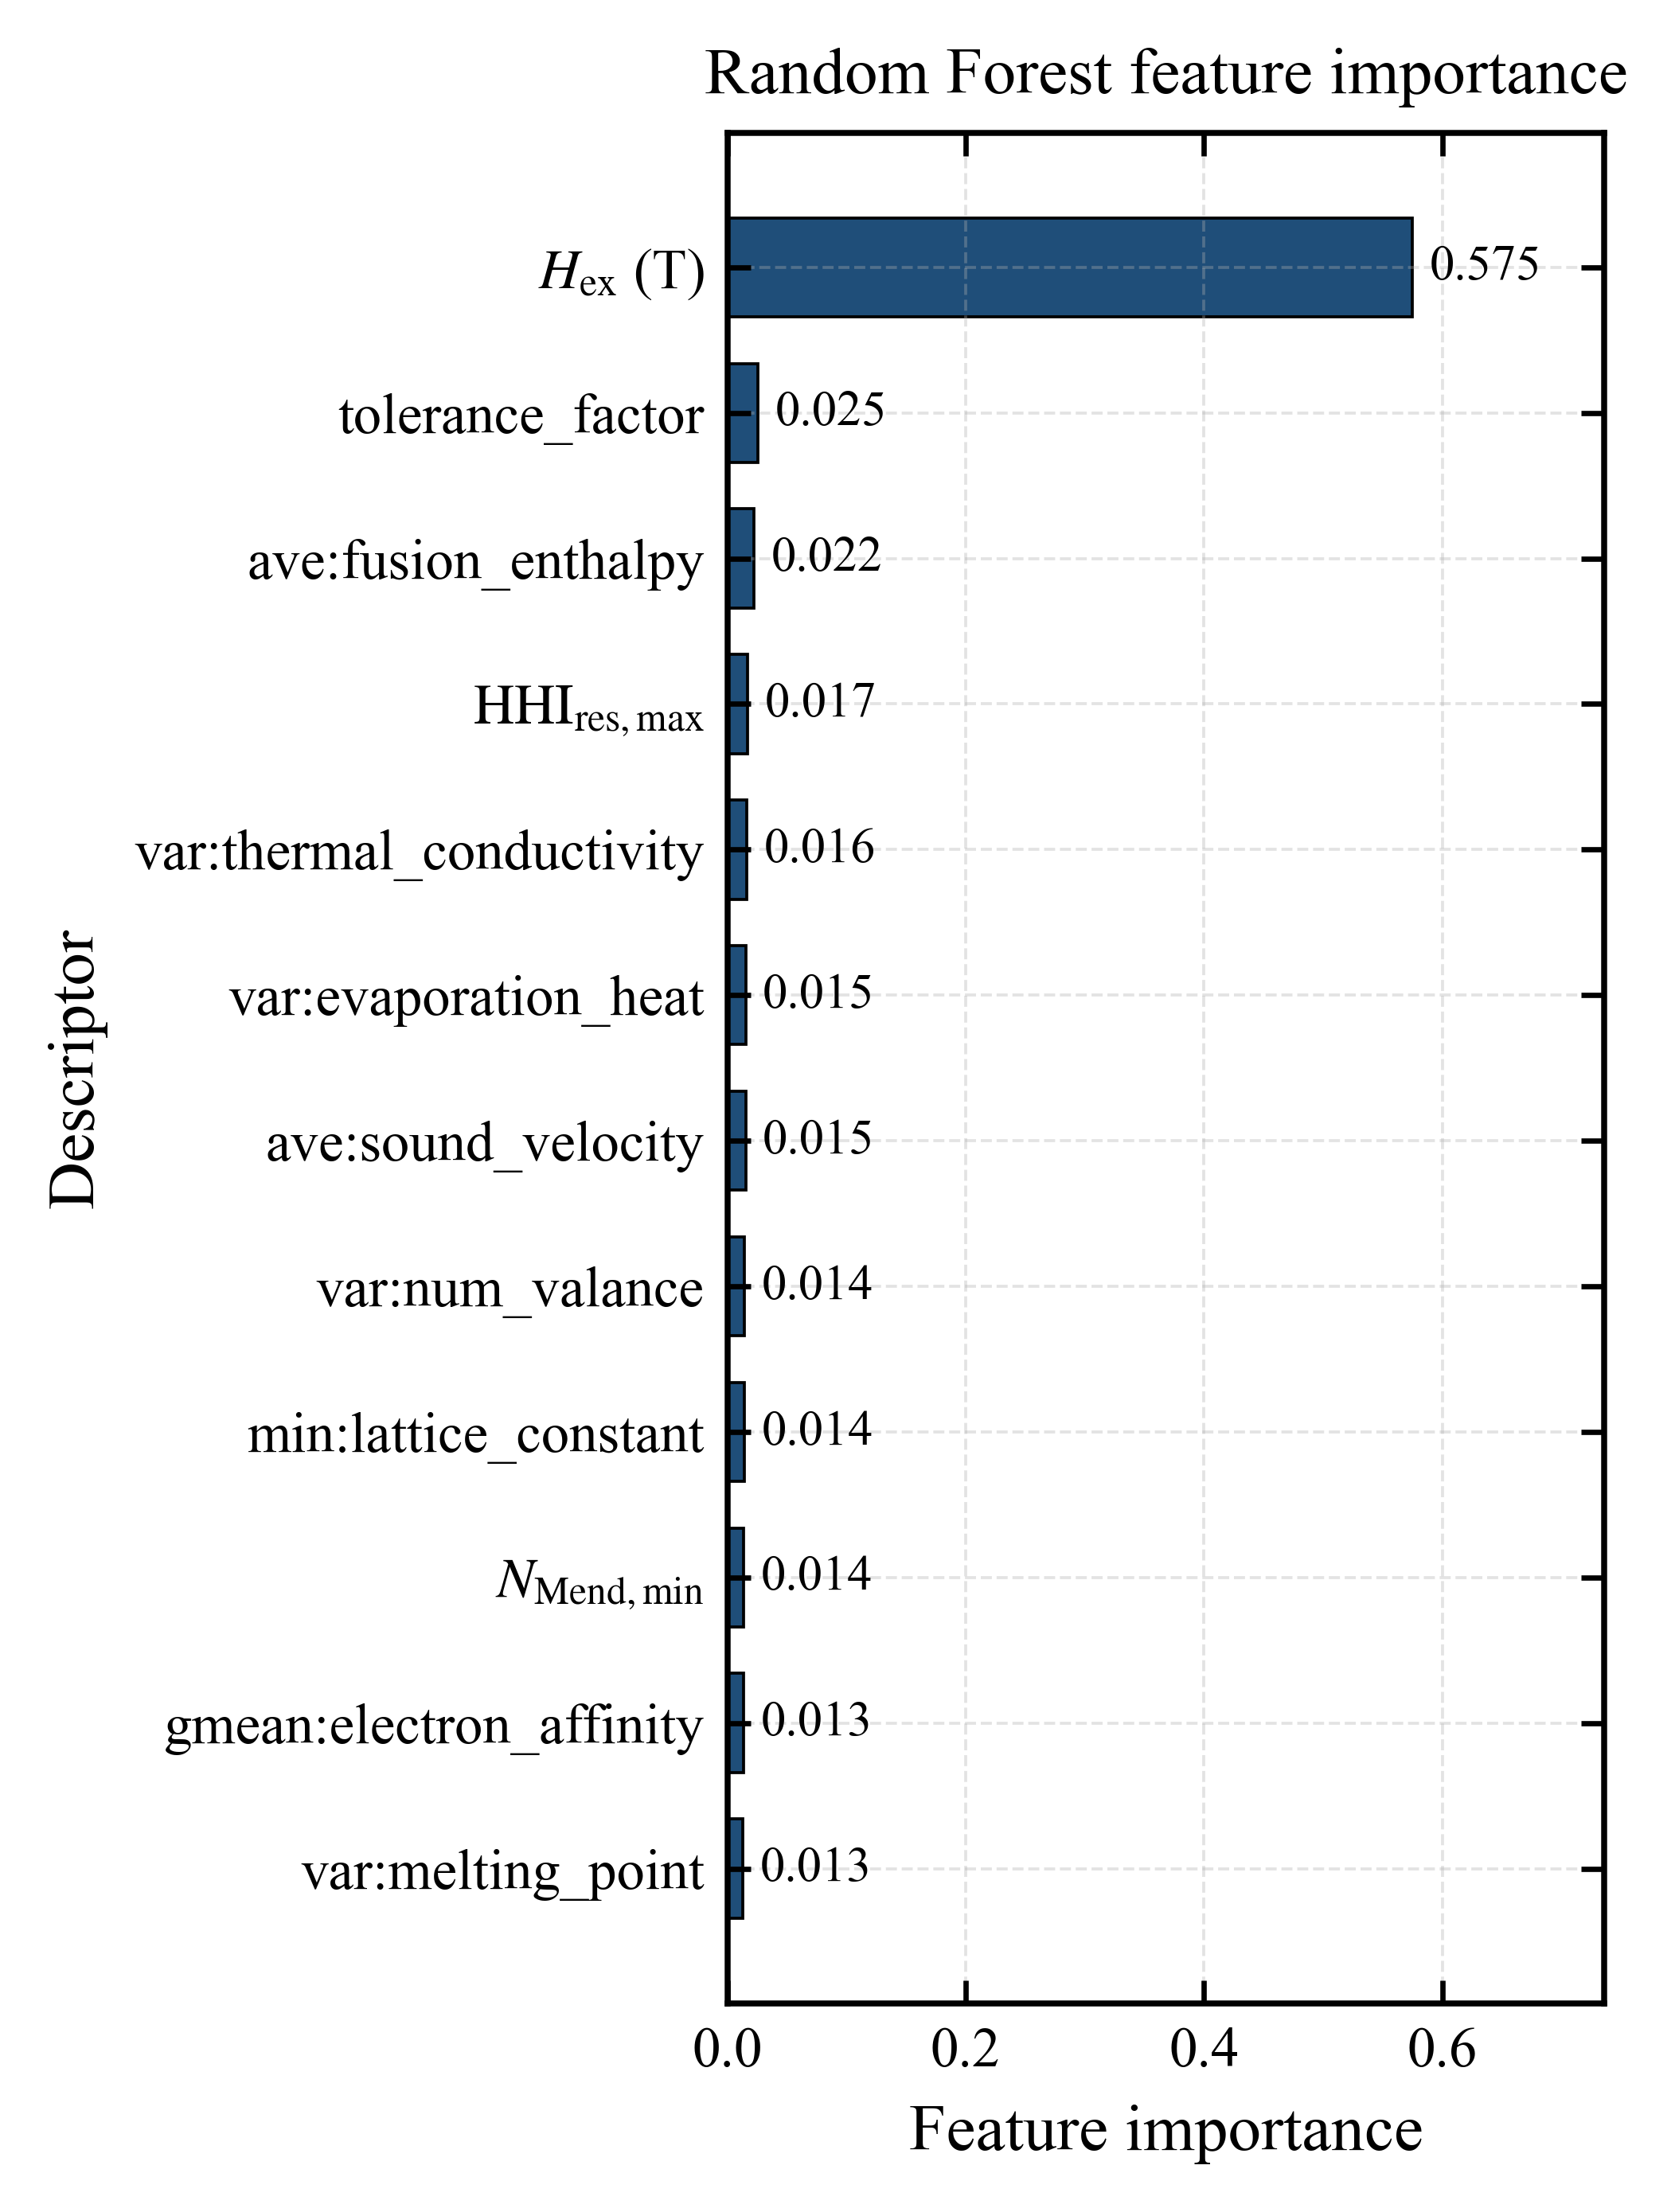 Random Forest feature importance
H_ex (T) 0.575
tolerance_factor 0.025
ave:fusion_enthalpy 0.022
HHI_res, max 0.017
var:thermal_conductivity 0.016
var:evaporation_heat 0.015
ave:sound_velocity 0.015
var:num_valance 0.014
min:lattice_constant 0.014
N_Mend, min 0.014
gmean:electron_affinity 0.013
var:melting_point 0.013
Descriptor
0.0 0.2 0.4 0.6
Feature importance